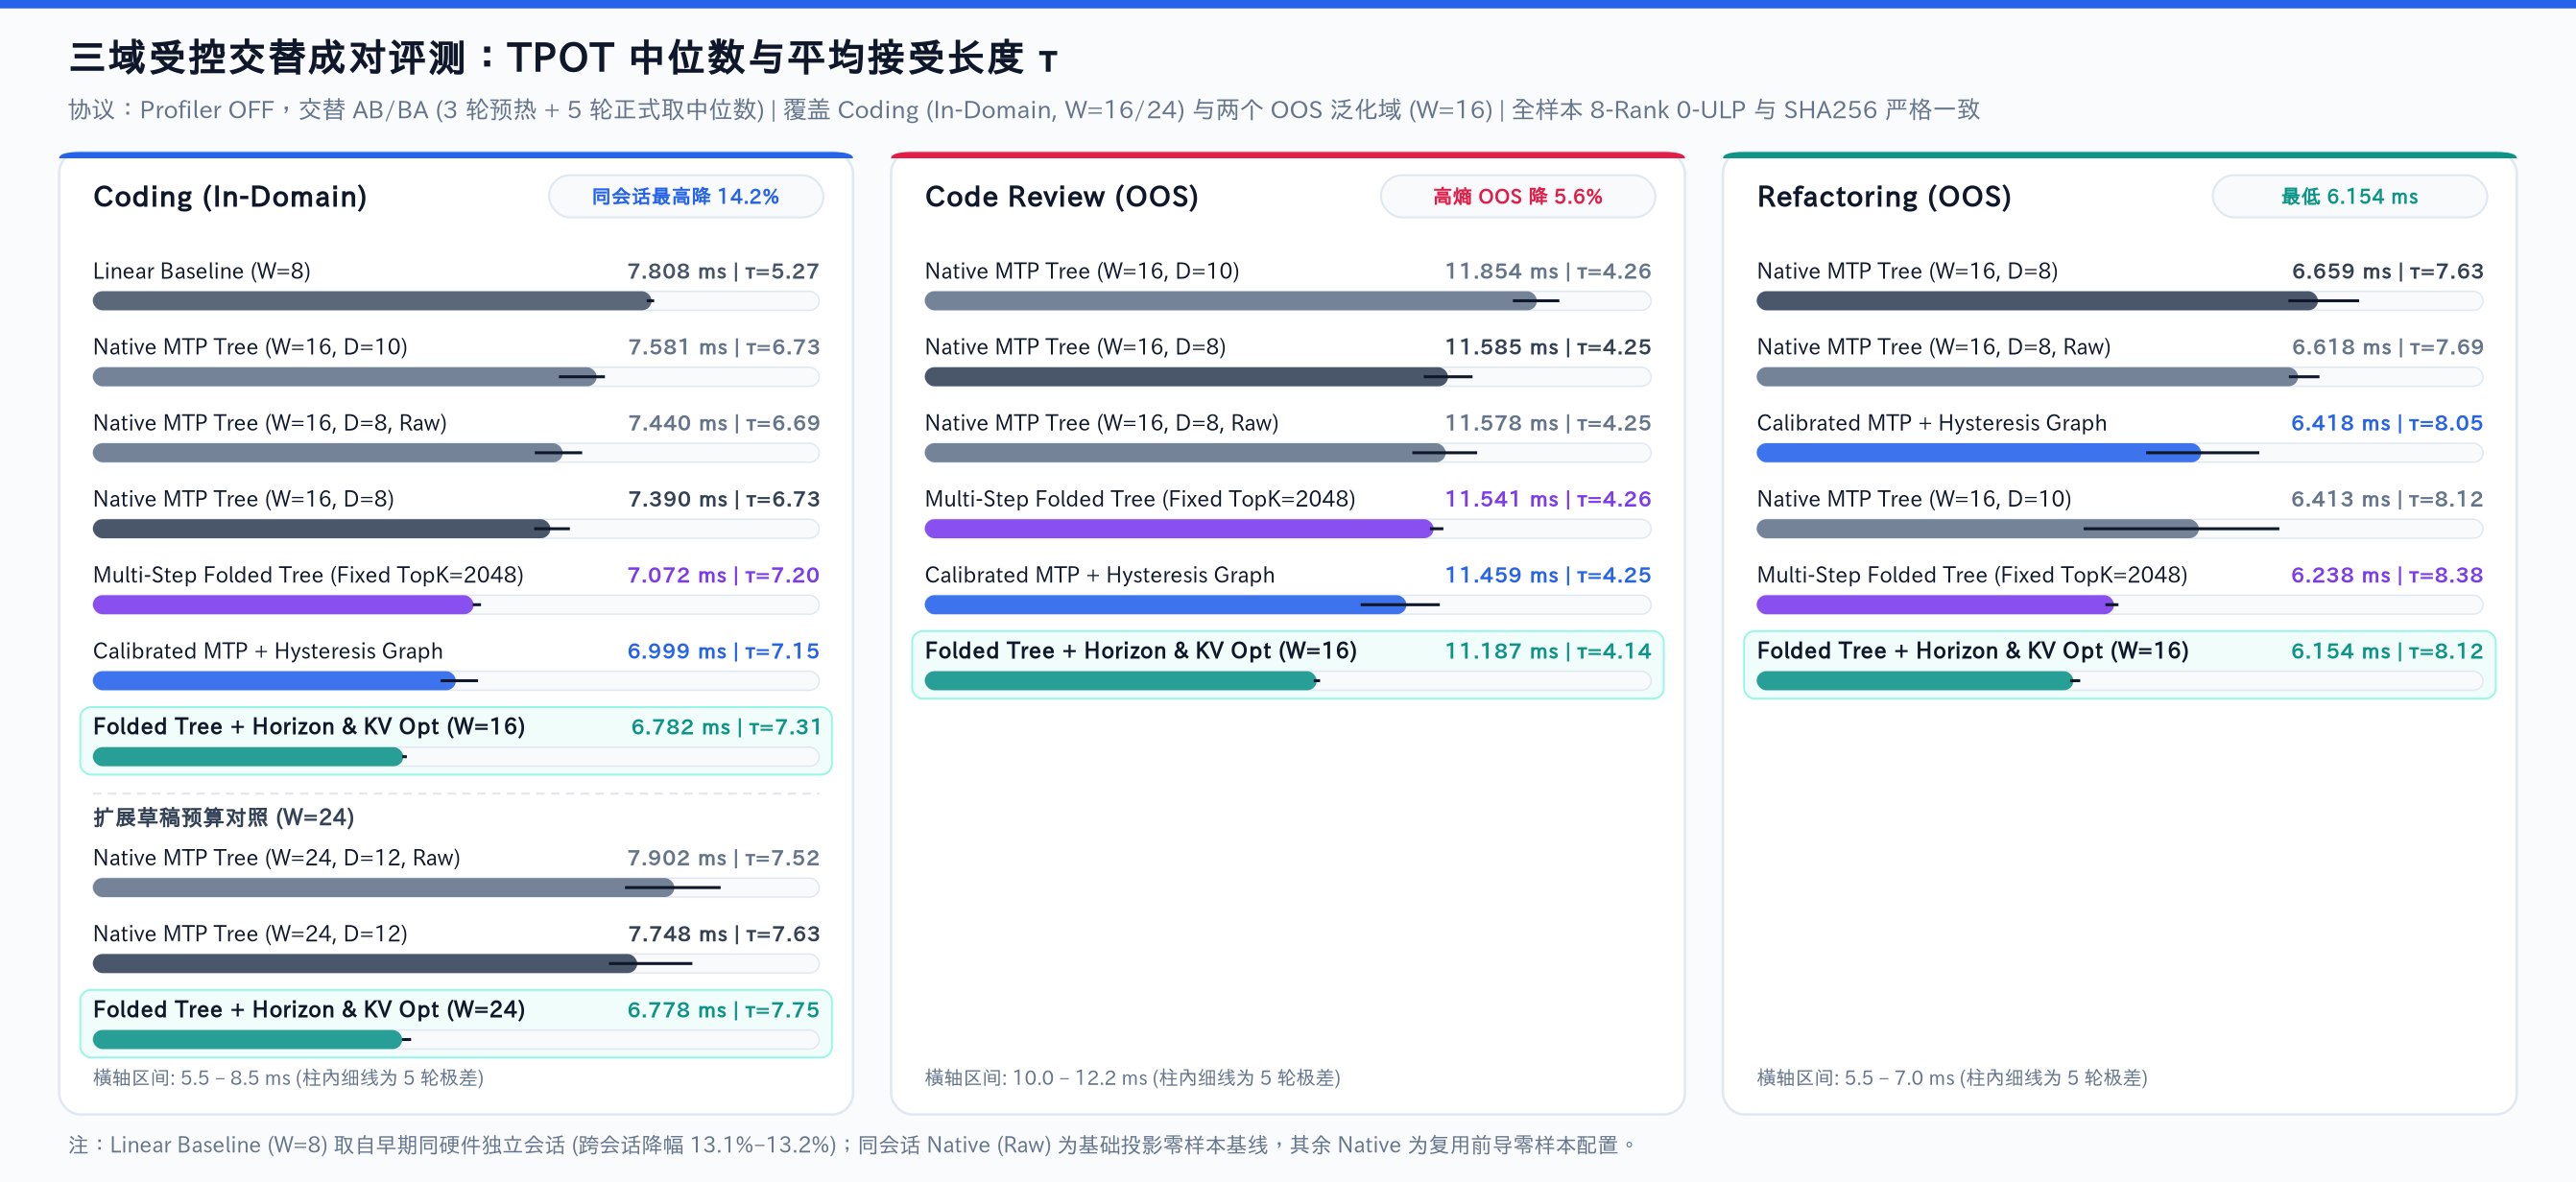 三域受控交替成对评测：TPOT 中位数与平均接受长度 τ
协议：Profiler OFF，交替 AB/BA (3 轮预热 + 5 轮正式取中位数) | 覆盖 Coding (In-Domain, W=16/24) 与两个 OOS 泛化域 (W=16) | 全样本 8-Rank 0-ULP 与 SHA256 严格一致
Coding (In-Domain)
同会话最高降 14.2%
Linear Baseline (W=8)
7.808 ms | τ=5.27
Native MTP Tree (W=16, D=10)
7.581 ms | τ=6.73
Native MTP Tree (W=16, D=8, Raw)
7.440 ms | τ=6.69
Native MTP Tree (W=16, D=8)
7.390 ms | τ=6.73
Multi-Step Folded Tree (Fixed TopK=2048)
7.072 ms | τ=7.20
Calibrated MTP + Hysteresis Graph
6.999 ms | τ=7.15
Folded Tree + Horizon & KV Opt (W=16)
6.782 ms | τ=7.31
扩展草稿预算对照 (W=24)
Native MTP Tree (W=24, D=12, Raw)
7.902 ms | τ=7.52
Native MTP Tree (W=24, D=12)
7.748 ms | τ=7.63
Folded Tree + Horizon & KV Opt (W=24)
6.778 ms | τ=7.75
横轴区间: 5.5 – 8.5 ms (柱内细线为 5 轮极差)
Code Review (OOS)
高熵 OOS 降 5.6%
Native MTP Tree (W=16, D=10)
11.854 ms | τ=4.26
Native MTP Tree (W=16, D=8)
11.585 ms | τ=4.25
Native MTP Tree (W=16, D=8, Raw)
11.578 ms | τ=4.25
Multi-Step Folded Tree (Fixed TopK=2048)
11.541 ms | τ=4.26
Calibrated MTP + Hysteresis Graph
11.459 ms | τ=4.25
Folded Tree + Horizon & KV Opt (W=16)
11.187 ms | τ=4.14
横轴区间: 10.0 – 12.2 ms (柱内细线为 5 轮极差)
Refactoring (OOS)
最低 6.154 ms
Native MTP Tree (W=16, D=8)
6.659 ms | τ=7.63
Native MTP Tree (W=16, D=8, Raw)
6.618 ms | τ=7.69
Calibrated MTP + Hysteresis Graph
6.418 ms | τ=8.05
Native MTP Tree (W=16, D=10)
6.413 ms | τ=8.12
Multi-Step Folded Tree (Fixed TopK=2048)
6.238 ms | τ=8.38
Folded Tree + Horizon & KV Opt (W=16)
6.154 ms | τ=8.12
横轴区间: 5.5 – 7.0 ms (柱内细线为 5 轮极差)
注：Linear Baseline (W=8) 取自早期同硬件独立会话 (跨会话降幅 13.1%–13.2%)；同会话 Native (Raw) 为基础投影零样本基线，其余 Native 为复用前导零样本配置。